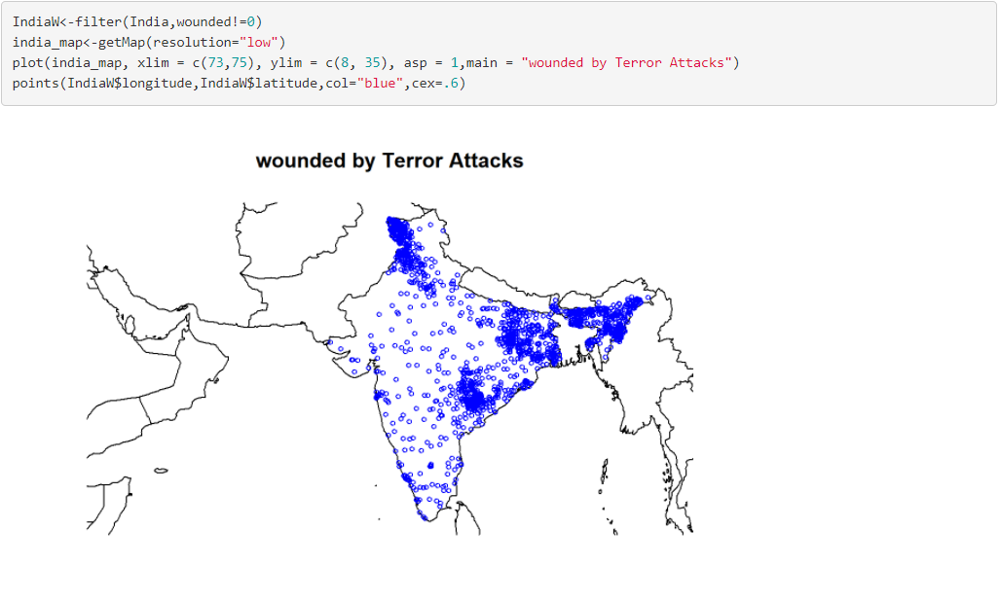 IndiaW<-filter(India,wounded!=0)
india_map<-getMap(resolution="low")
plot(india_map, xlim = c(73,75), ylim = c(8, 35), asp = 1,main = "wounded by Terror Attacks")
points(IndiaW$longitude,IndiaW$latitude,col="blue",cex=.6)
wounded by Terror Attacks